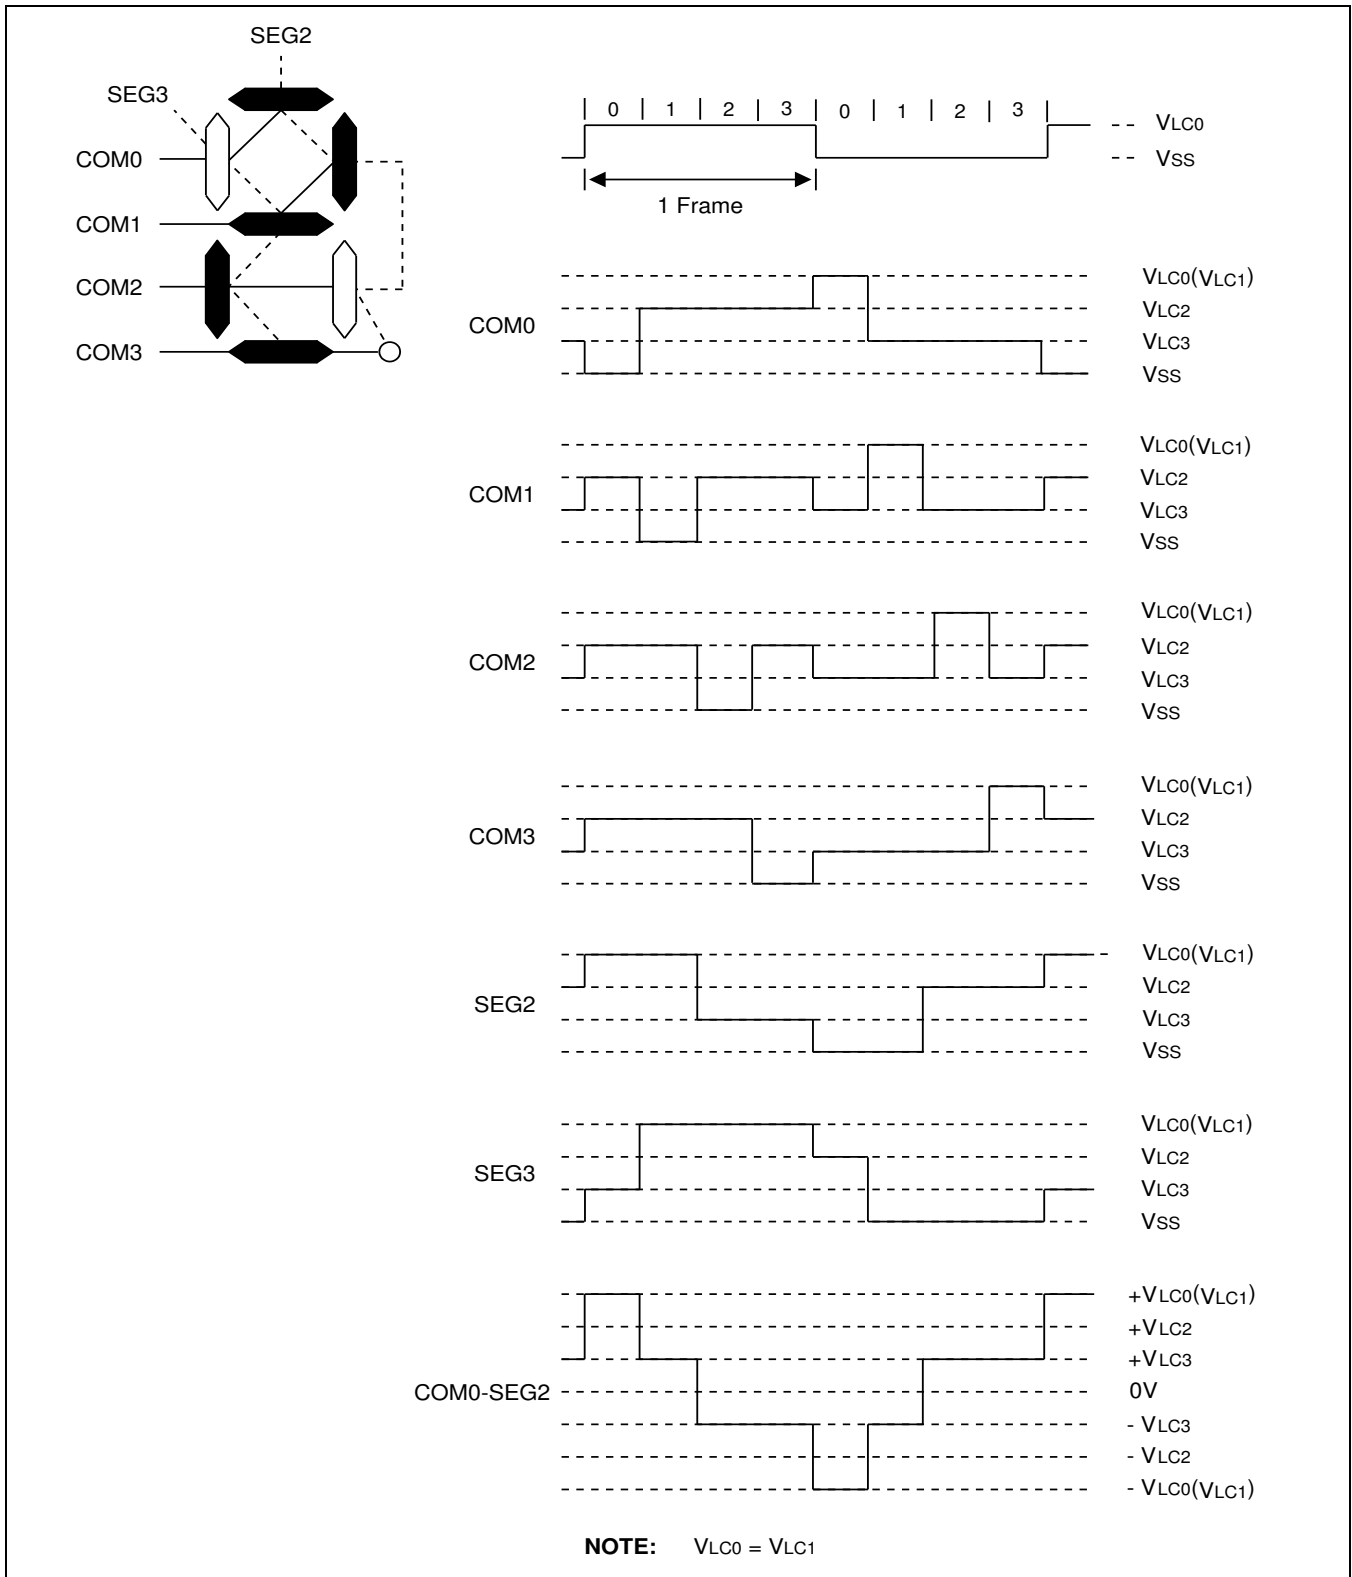 SEG2
SEG3
COM0
COM1
COM2
COM3
0 1 2 3 0 1 2 3
VLC0
VSS
1 Frame
COM0
VLC0(VLC1)
VLC2
VLC3
VSS
COM1
VLC0(VLC1)
VLC2
VLC3
VSS
COM2
VLC0(VLC1)
VLC2
VLC3
VSS
COM3
VLC0(VLC1)
VLC2
VLC3
VSS
SEG2
VLC0(VLC1)
VLC2
VLC3
VSS
SEG3
VLC0(VLC1)
VLC2
VLC3
VSS
COM0-SEG2
+VLC0(VLC1)
+VLC2
+VLC3
0V
- VLC3
- VLC2
- VLC0(VLC1)
NOTE: VLC0 = VLC1